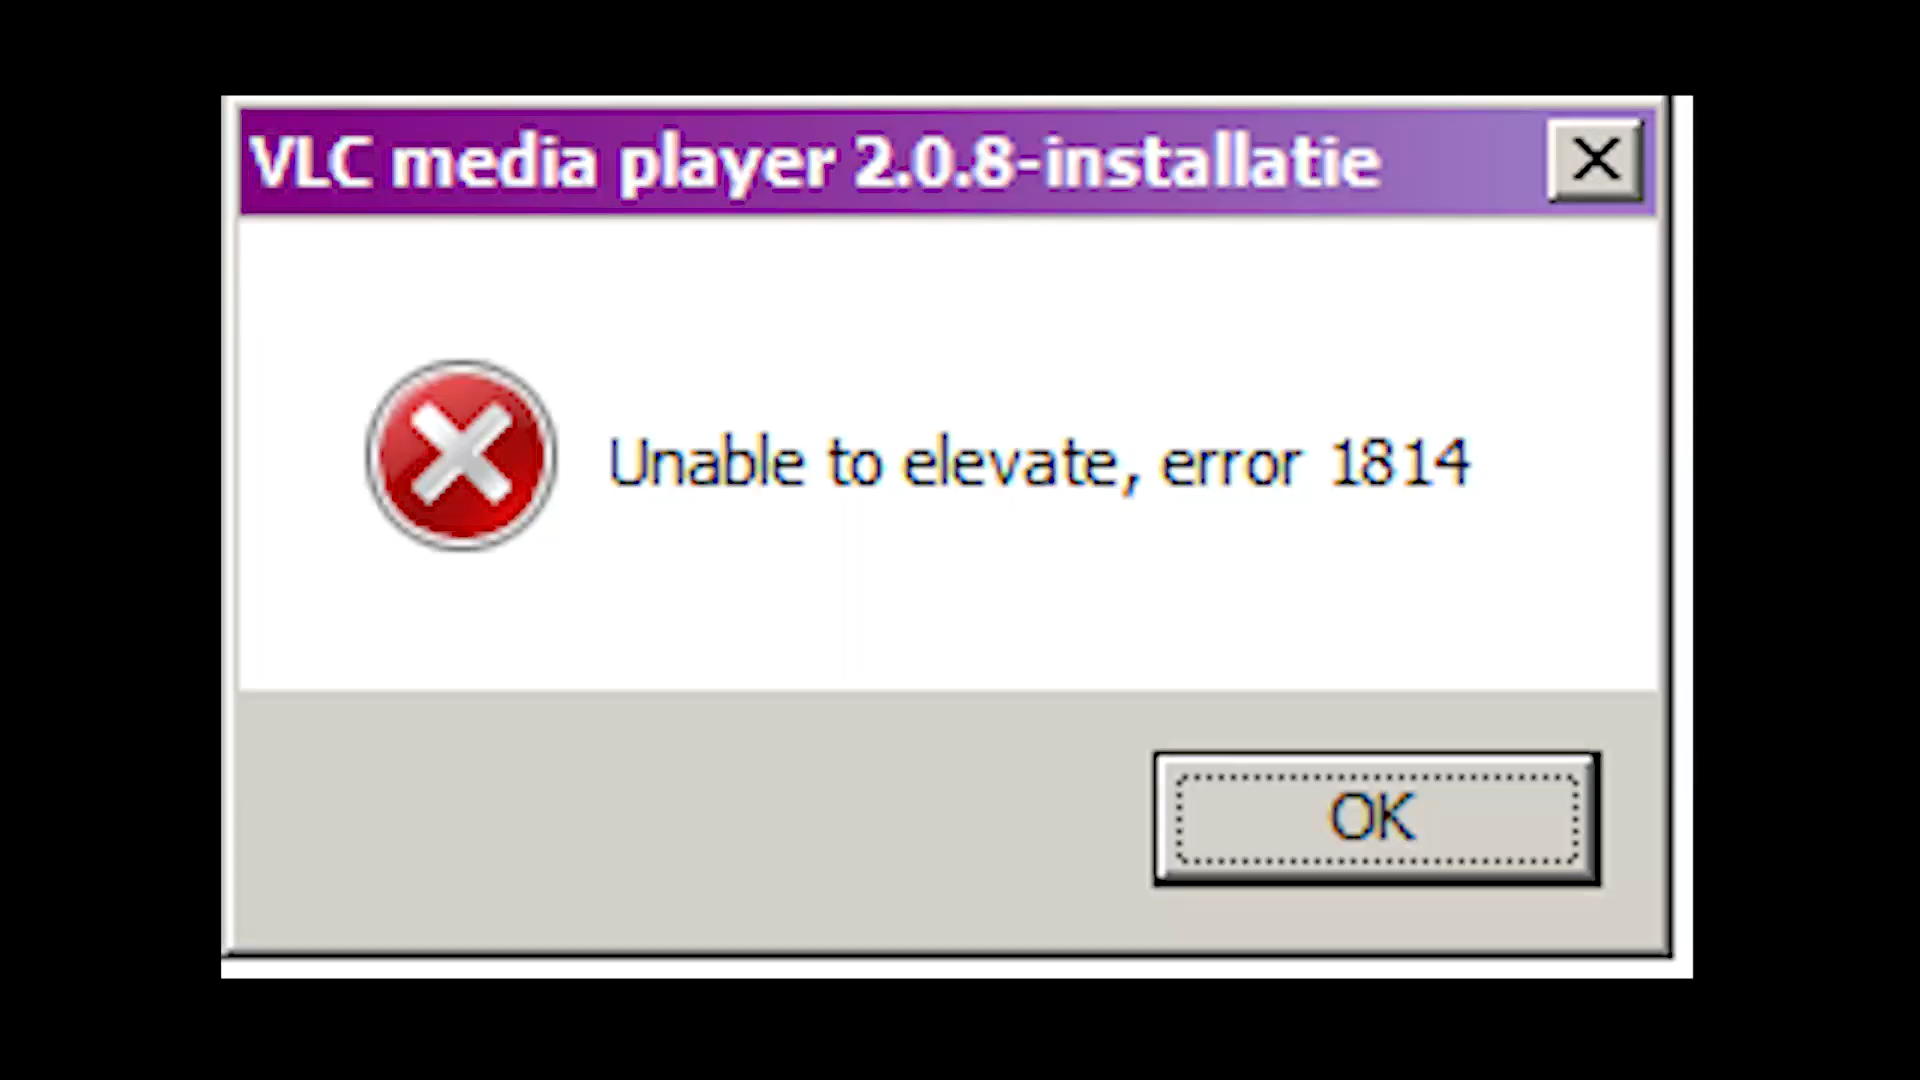 VLC media player 2.0.8-installatie
Unable to elevate, error 1814
OK